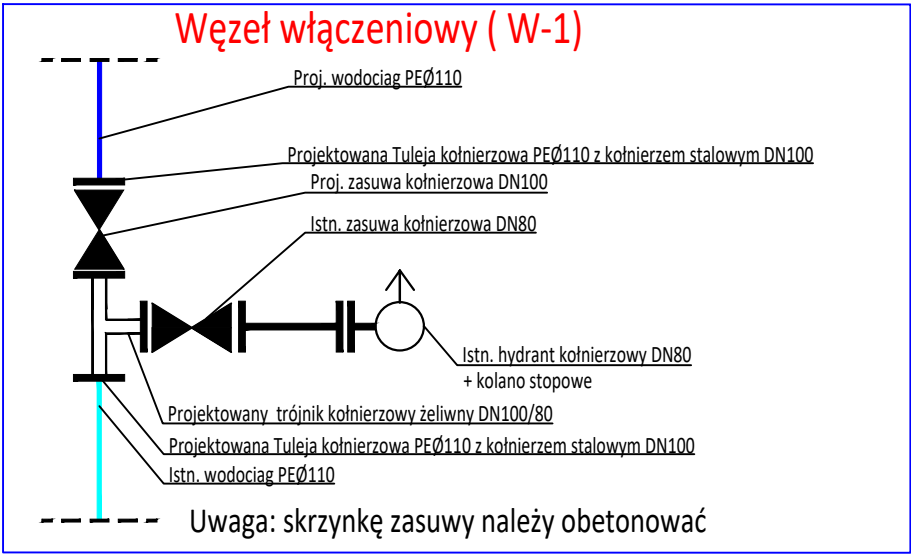 Węzeł włączeniowy ( W-1)
Proj. wodociag PEØ110
Projektowana Tuleja kołnierzowa PEØ110 z kołnierzem stalowym DN100
Proj. zasuwa kołnierzowa DN100
Istn. zasuwa kołnierzowa DN80
Istn. hydrant kołnierzowy DN80
+ kolano stopowe
Projektowany trójnik kołnierzowy żeliwny DN100/80
Projektowana Tuleja kołnierzowa PEØ110 z kołnierzem stalowym DN100
Istn. wodociag PEØ110
Uwaga: skrzynkę zasuwy należy obetonować